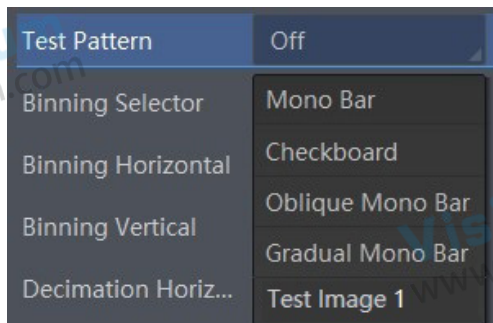 Test Pattern
Off
Binning Selector
Mono Bar
Binning Horizontal
Checkboard
Binning Vertical
Oblique Mono Bar
Gradual Mono Bar
Decimation Horiz...
Test Image 1